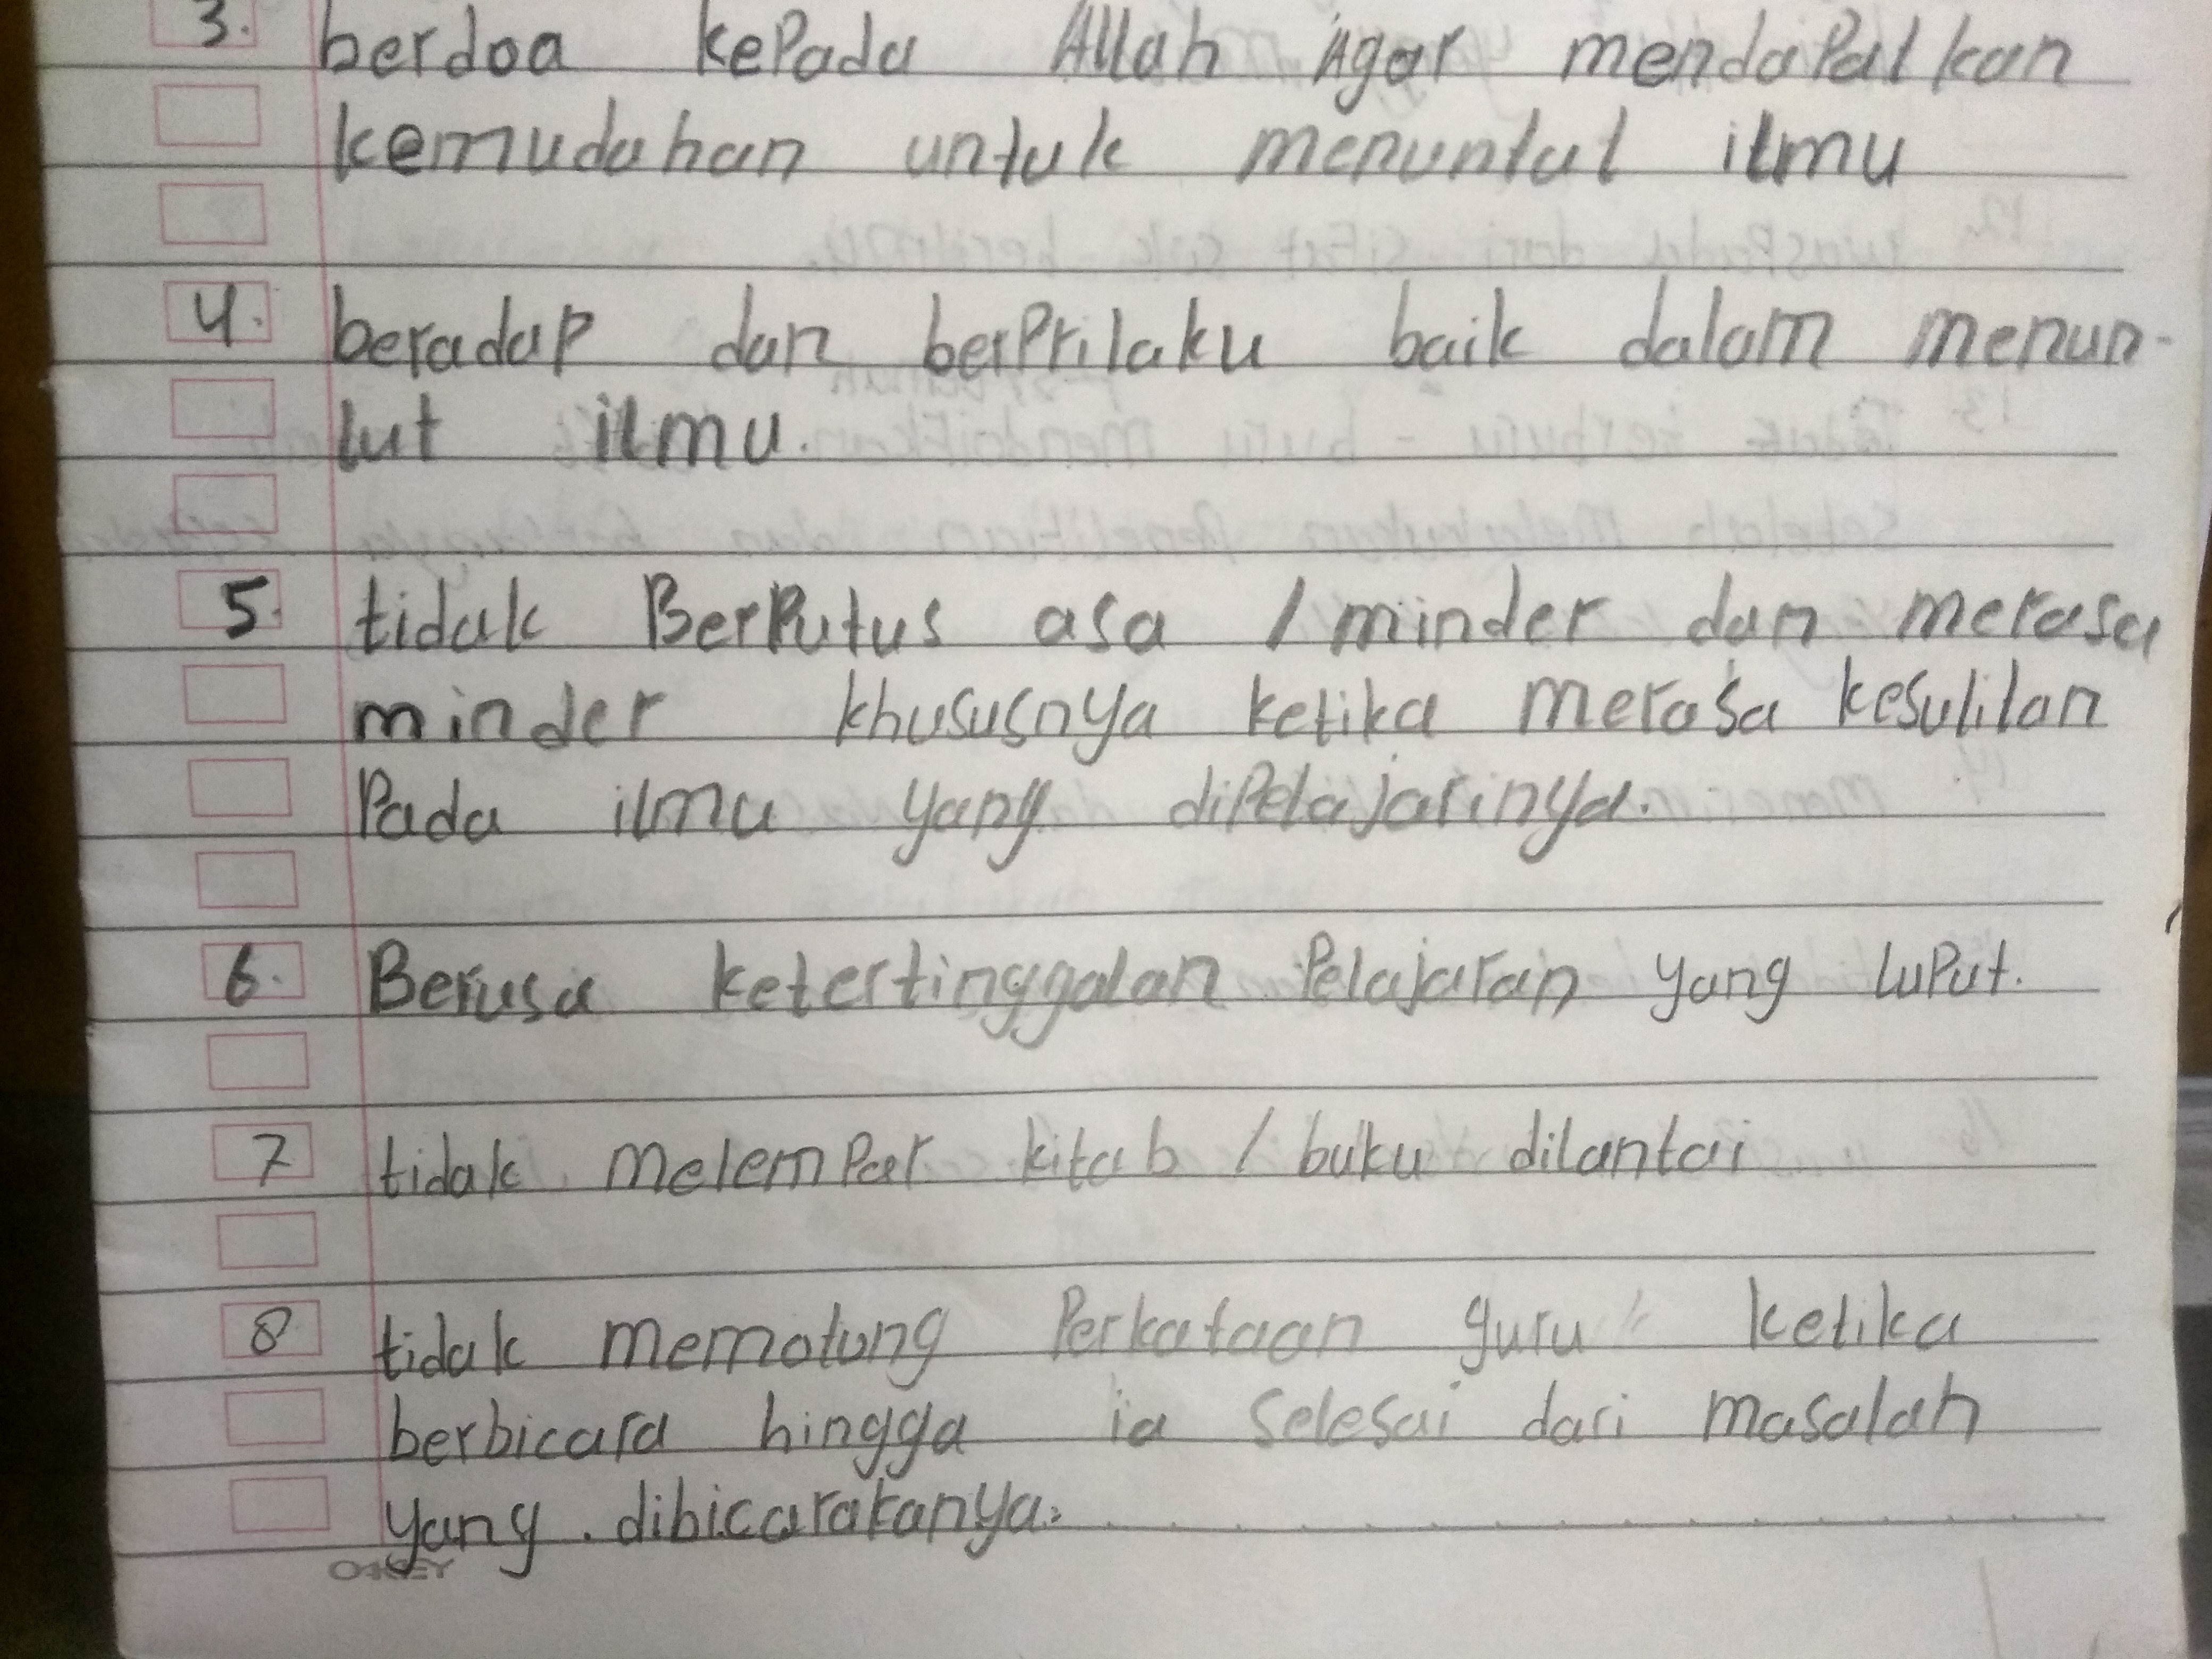 3. berdoa kepada Allah Agar mendapatkan
kemudahan untuk menuntut ilmu
4. beradap dan berprilaku baik dalam menun-
tut ilmu.
5. tidak Berputus asa / minder dan merasa
minder khususnya ketika merasa kesulitan
Pada ilmu yang dipelajarinya.
6. Berusa ketertinggalan Pelajaran yang luput.
7 tidak melempar kitab / buku dilantai
8 tidak memotong Perkataan guru ketika
berbicara hingga ia selesai dari masalah
yang . dibicarakanya.
OKEY